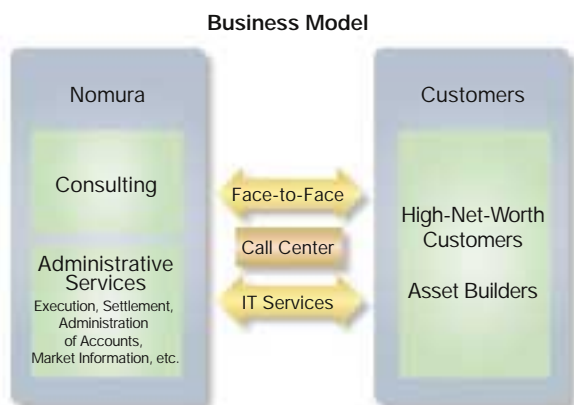 Business Model
Nomura
Consulting
Administrative
Services
Execution, Settlement,
Administration
of Accounts,
Market Information, etc.
Face-to-Face
Call Center
IT Services
Customers
High-Net-Worth
Customers
Asset Builders